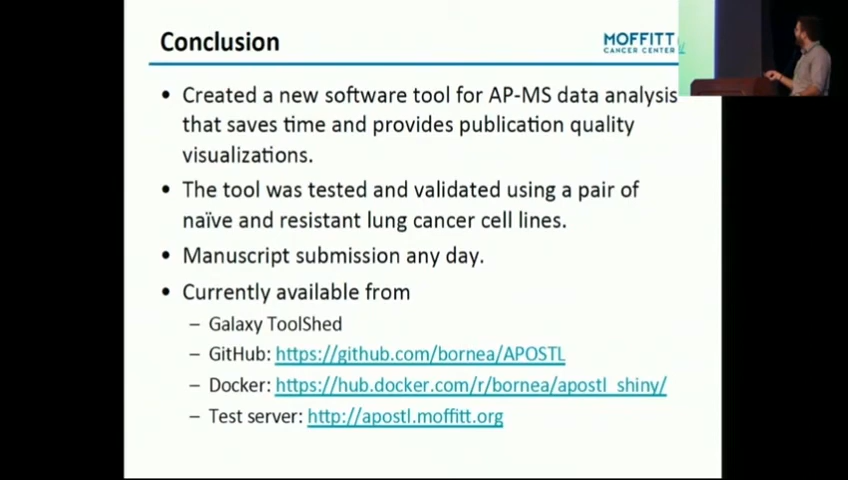 Conclusion
MOFFITT
CANCER CENTER
• Created a new software tool for AP-MS data analysis
that saves time and provides publication quality
visualizations.
• The tool was tested and validated using a pair of
naïve and resistant lung cancer cell lines.
• Manuscript submission any day.
• Currently available from
– Galaxy ToolShed
– GitHub: https://github.com/bornea/APOSTL
– Docker: https://hub.docker.com/r/bornea/apostl_shiny/
– Test server: http://apostl.moffitt.org